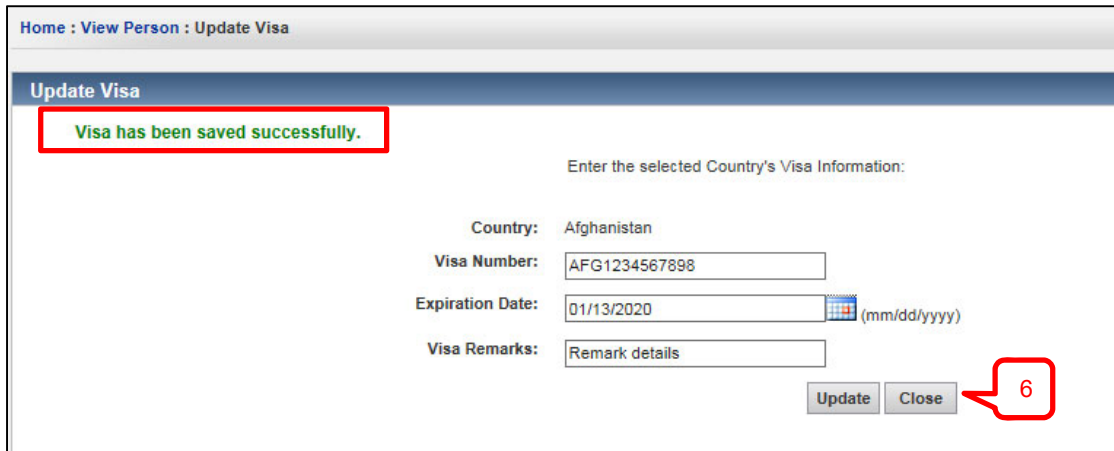 Home : View Person : Update Visa
Update Visa
Visa has been saved successfully.
Enter the selected Country's Visa Information:
Country: Afghanistan
Visa Number: AFG1234567898
Expiration Date: 01/13/2020 (mm/dd/yyyy)
Visa Remarks: Remark details
Update Close 6